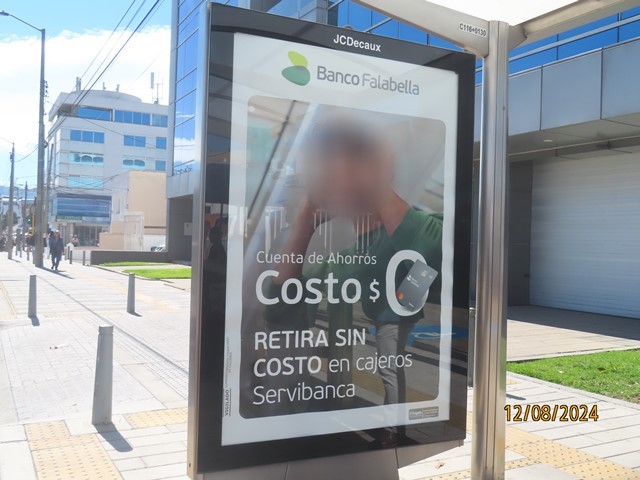 C116+0130
JCDecaux
Banco Falabella
Cuenta de Ahorros
Costo $0
RETIRA SIN
COSTO en cajeros
Servibanca
VIGILADO
12/08/2024